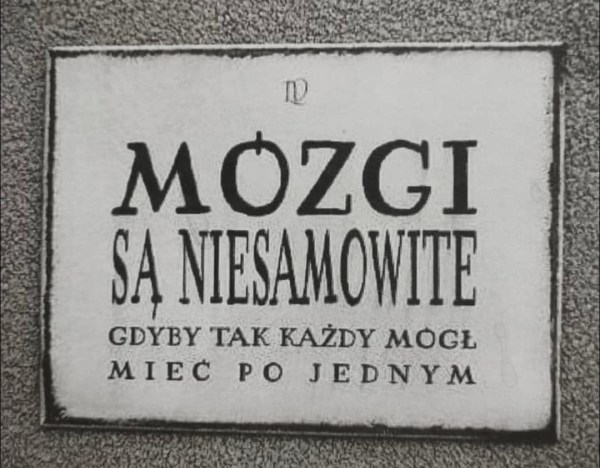 MÓZGI
SĄ NIESAMOWITE
GDYBY TAK KAŻDY MÓGŁ
MIEĆ PO JEDNYM